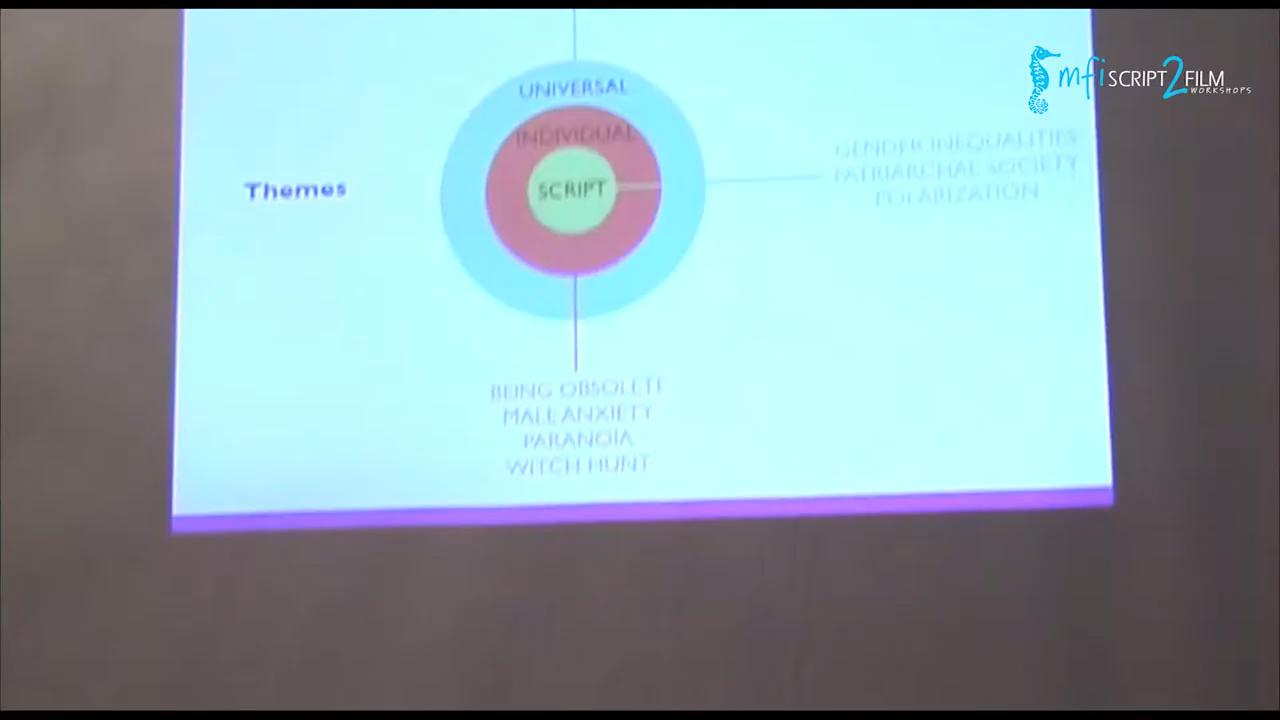 mfi SCRIPT2FILM
WORKSHOPS
UNIVERSAL
INDIVIDUAL
SCRIPT
Themes
GENDER INEQUALITIES
PATRIARCHAL SOCIETY
POLARIZATION
BEING OBSOLETE
MALE ANXIETY
PARANOIA
WITCH HUNT